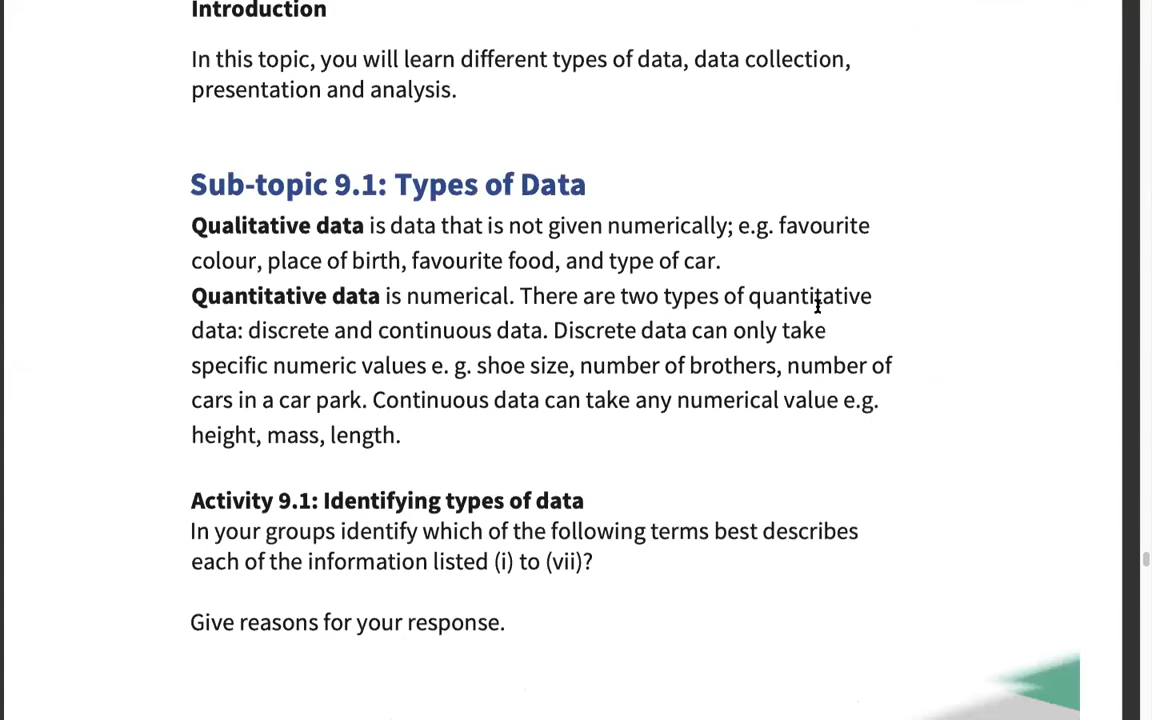 Introduction
In this topic, you will learn different types of data, data collection,
presentation and analysis.
Sub-topic 9.1: Types of Data
Qualitative data is data that is not given numerically; e.g. favourite
colour, place of birth, favourite food, and type of car.
Quantitative data is numerical. There are two types of quantitative
data: discrete and continuous data. Discrete data can only take
specific numeric values e. g. shoe size, number of brothers, number of
cars in a car park. Continuous data can take any numerical value e.g.
height, mass, length.
Activity 9.1: Identifying types of data
In your groups identify which of the following terms best describes
each of the information listed (i) to (vii)?
Give reasons for your response.